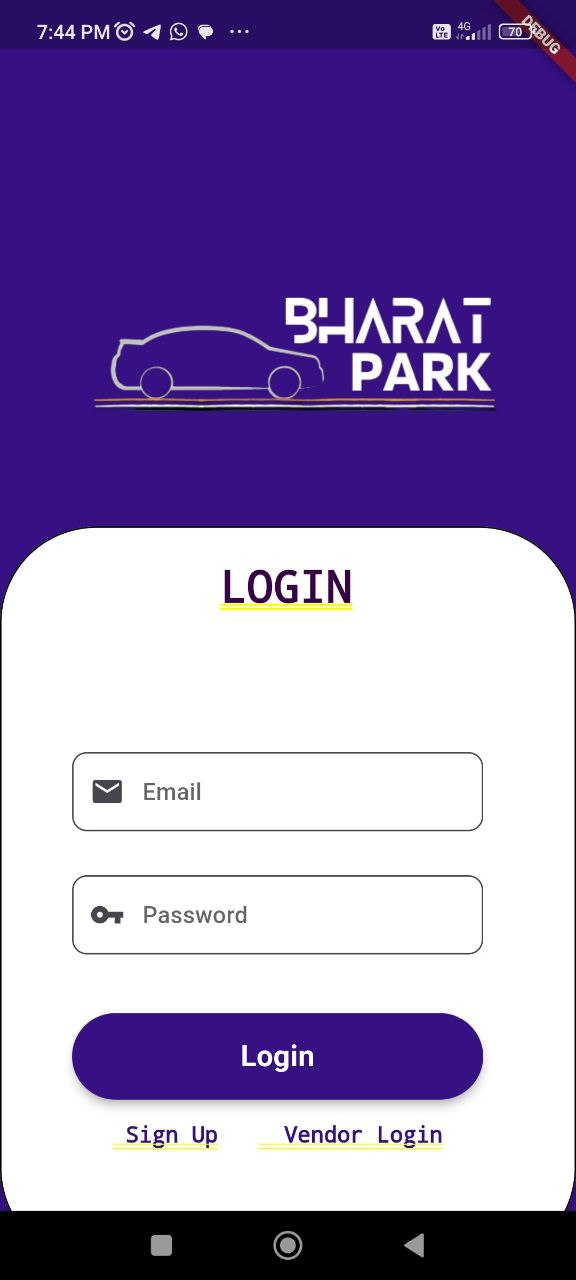 7:44 PM
Vo LTE 4G 70
DEBUG
BHARAT
PARK
LOGIN
Email
Password
Login
Sign Up Vendor Login